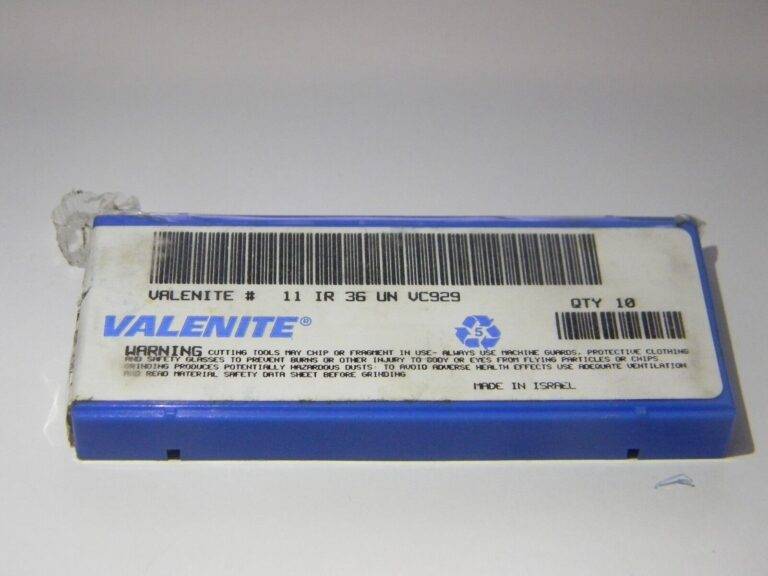 VALENITE # 11 IR 36 UN VC929
QTY 10
VALENITE®
5
WARNING CUTTING TOOLS MAY CHIP OR FRAGMENT IN USE- ALWAYS USE MACHINE GUARDS, PROTECTIVE CLOTHING
AND SAFETY GLASSES TO PREVENT BURNS OR OTHER INJURY TO BODY OR EYES FROM FLYING PARTICLES OR CHIPS
GRINDING PRODUCES POTENTIALLY HAZARDOUS DUSTS: TO AVOID ADVERSE HEALTH EFFECTS USE ADEQUATE VENTILATION
AND READ MATERIAL SAFETY DATA SHEET BEFORE GRINDING
MADE IN ISRAEL